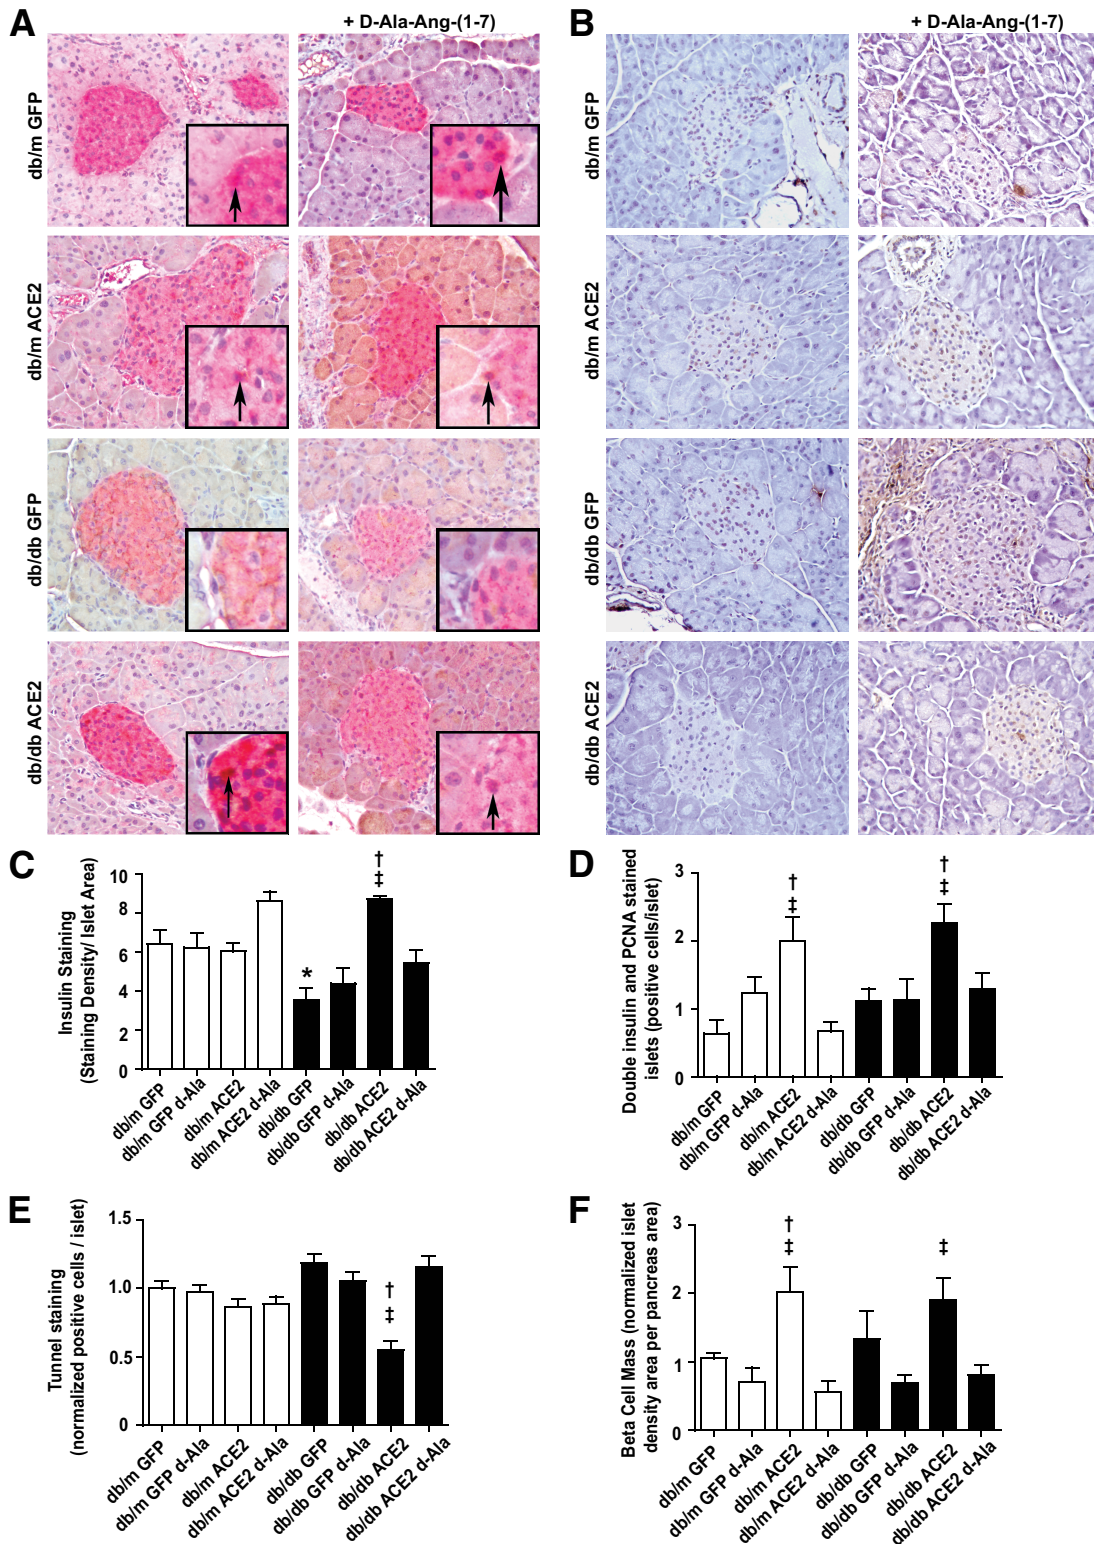 A
+ D-Ala-Ang-(1-7)
db/m GFP
db/m ACE2
db/db GFP
db/db ACE2
B
+ D-Ala-Ang-(1-7)
db/m GFP
db/m ACE2
db/db GFP
db/db ACE2
C
Insulin Staining
(Staining Density/ Islet Area)
10
8
6
4
2
0
*
†
‡
db/m GFP
db/m GFP d-Ala
db/m ACE2
db/m ACE2 d-Ala
db/db GFP
db/db GFP d-Ala
db/db ACE2
db/db ACE2 d-Ala
D
Double insulin and PCNA stained
islets (positive cells/islet)
3
2
1
0
†
‡
†
‡
db/m GFP
db/m GFP d-Ala
db/m ACE2
db/m ACE2 d-Ala
db/db GFP
db/db GFP d-Ala
db/db ACE2
db/db ACE2 d-Ala
E
Tunnel staining
(normalized positive cells / islet)
1.5
1.0
0.5
0
†
‡
db/m GFP
db/m GFP d-Ala
db/m ACE2
db/m ACE2 d-Ala
db/db GFP
db/db GFP d-Ala
db/db ACE2
db/db ACE2 d-Ala
F
Beta Cell Mass (normalized islet
density area per pancreas area)
3
2
1
0
†
‡
‡
db/m GFP
db/m GFP d-Ala
db/m ACE2
db/m ACE2 d-Ala
db/db GFP
db/db GFP d-Ala
db/db ACE2
db/db ACE2 d-Ala